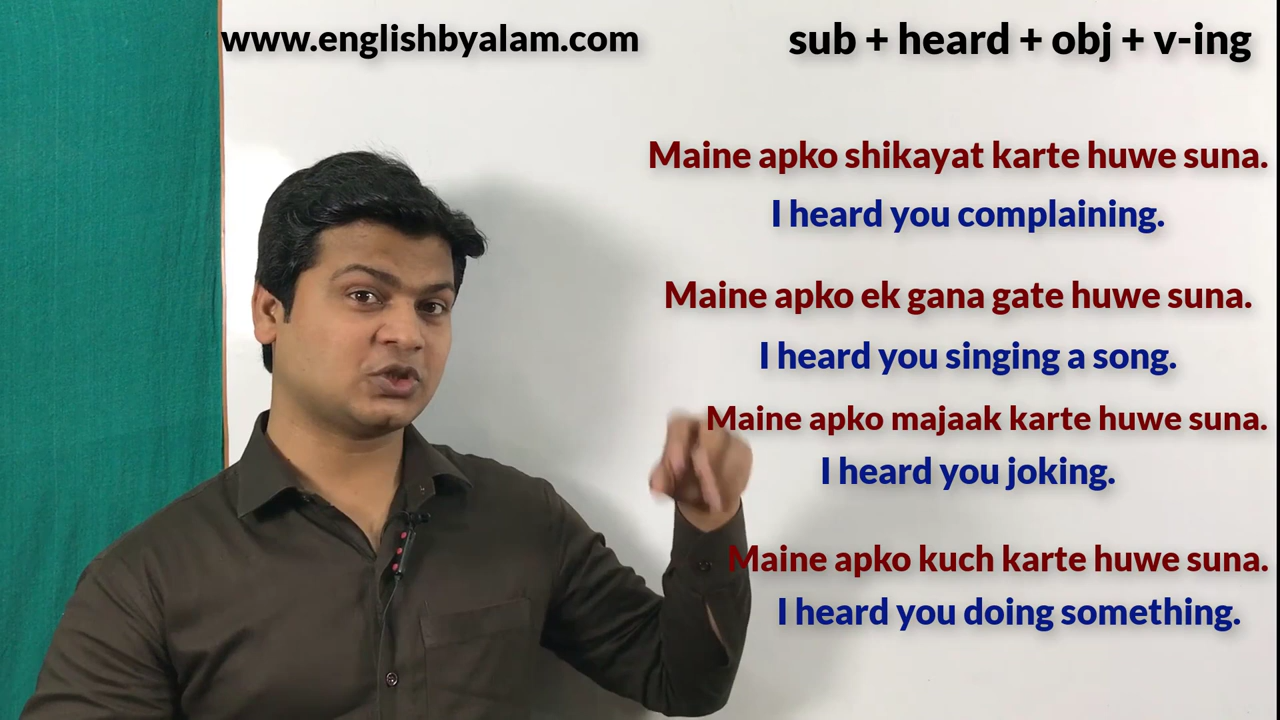 www.englishbyalam.com
sub + heard + obj + v-ing
Maine apko shikayat karte huwe suna.
I heard you complaining.
Maine apko ek gana gate huwe suna.
I heard you singing a song.
Maine apko majaak karte huwe suna.
I heard you joking.
Maine apko kuch karte huwe suna.
I heard you doing something.